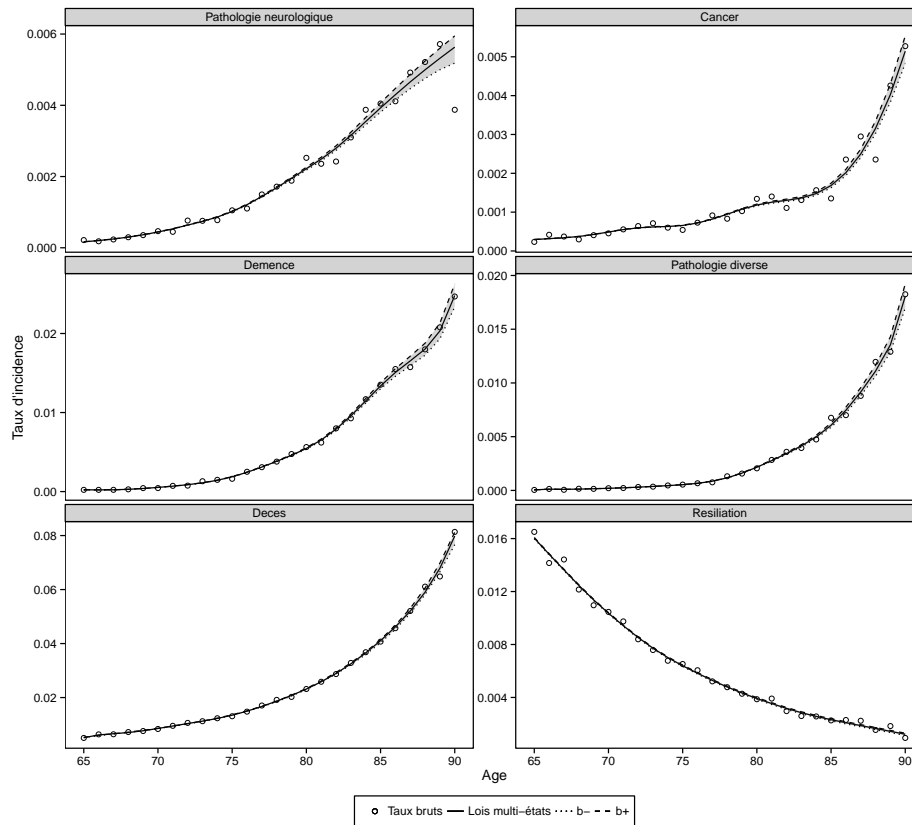 Pathologie neurologique
Cancer
0.006
0.004
0.002
0.000
0.005
0.004
0.003
0.002
0.001
0.000
Demence
Pathologie diverse
0.02
0.01
0.00
0.020
0.015
0.010
0.005
0.000
Taux d'incidence
Deces
Resiliation
0.08
0.06
0.04
0.02
0.016
0.012
0.008
0.004
65 70 75 80 85 90
65 70 75 80 85 90
Age
Taux bruts Lois multi−états b− b+